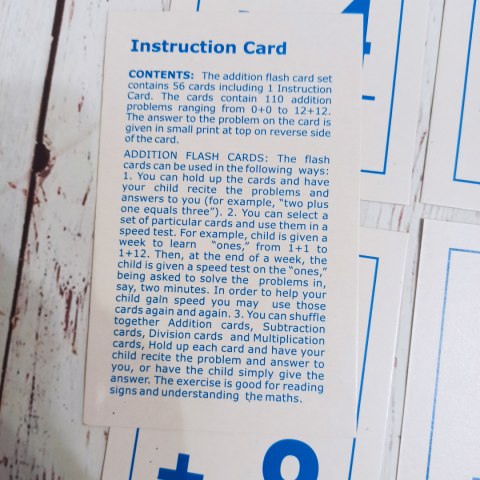 Instruction Card
CONTENTS: The addition flash card set
contains 56 cards including 1 Instruction
Card. The cards contain 110 addition
problems ranging from 0+0 to 12+12.
The answer to the problem on the card is
given in small print at top on reverse side
of the card.
ADDITION FLASH CARDS: The flash
cards can be used in the following ways:
1. You can hold up the cards and have
your child recite the problems and
answers to you (for example, "two plus
one equals three"). 2. You can select a
set of particular cards and use them in a
speed test. For example, child is given a
week to learn "ones," from 1+1 to
1+12. Then, at the end of a week, the
child is given a speed test on the "ones,"
being asked to solve the problems in,
say, two minutes. In order to help your
child gain speed you may use those
cards again and again. 3. You can shuffle
together Addition cards, Subtraction
cards, Division cards and Multiplication
cards, Hold up each card and have your
child recite the problem and answer to
you, or have the child simply give the
answer. The exercise is good for reading
signs and understanding the maths.